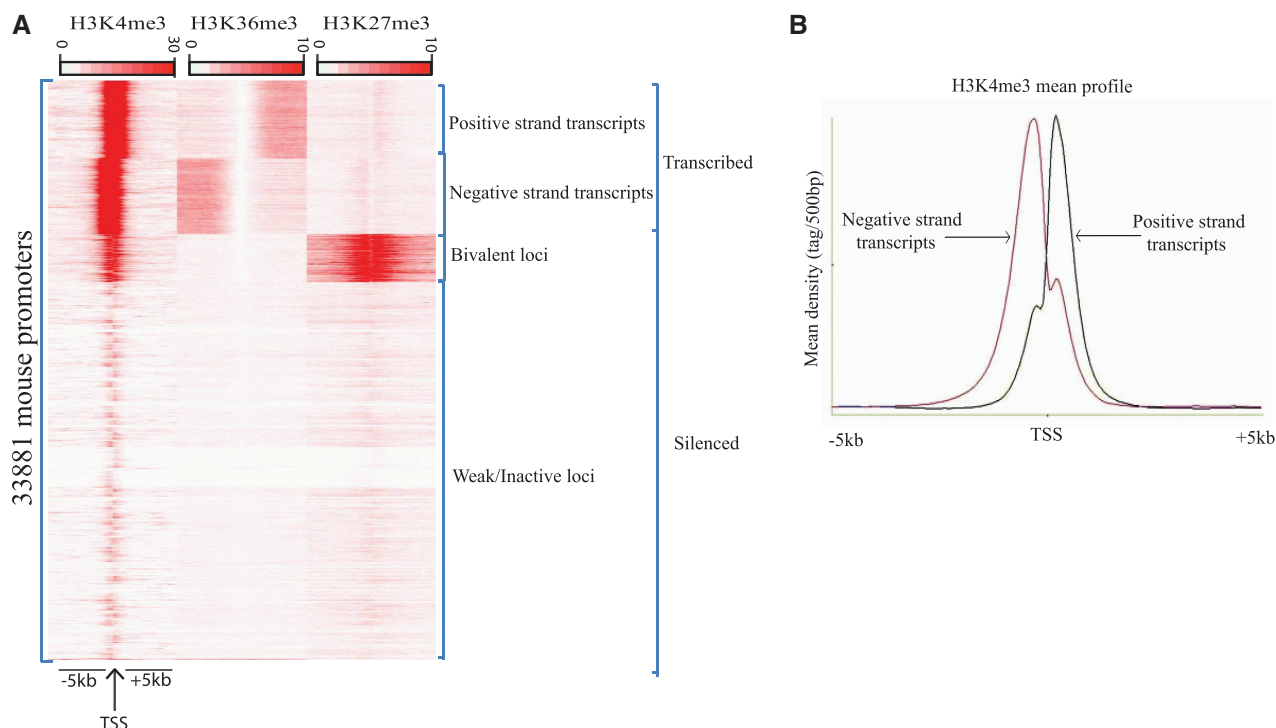 A
H3K4me3 H3K36me3 H3K27me3
0 30 0 10 0 10
33881 mouse promoters
Positive strand transcripts
Negative strand transcripts
Bivalent loci
Weak/Inactive loci
Transcribed
Silenced
-5kb +5kb
TSS
B
H3K4me3 mean profile
Mean density (tag/500bp)
Negative strand
transcripts
Positive strand
transcripts
-5kb TSS +5kb